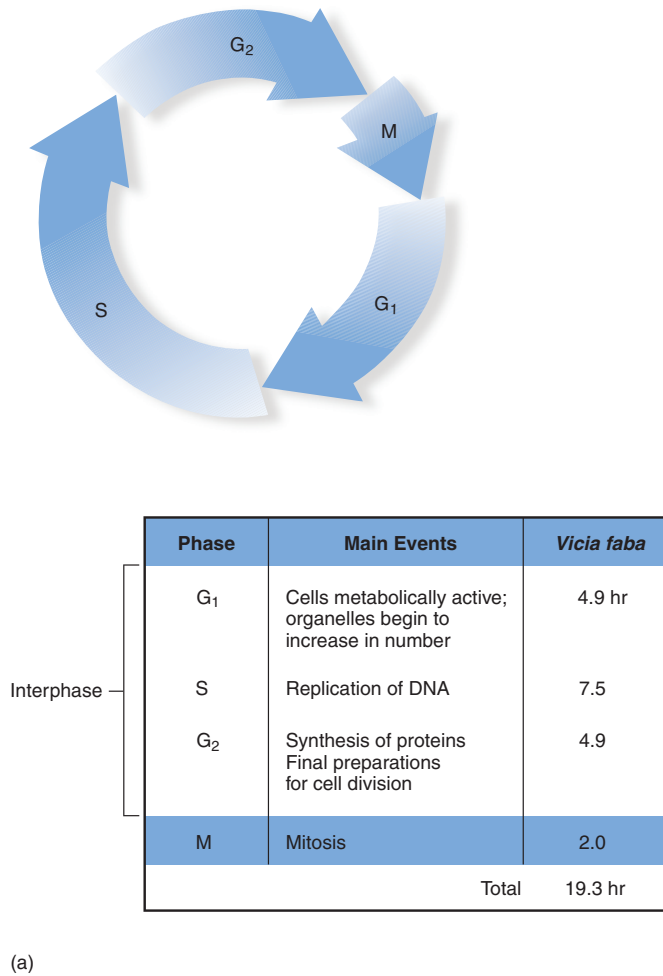 G₂
M
G₁
S
Phase Main Events Vicia faba
G₁ Cells metabolically active; 4.9 hr
organelles begin to
increase in number
Interphase
S Replication of DNA 7.5
G₂ Synthesis of proteins 4.9
Final preparations
for cell division
M Mitosis 2.0
Total 19.3 hr
(a)